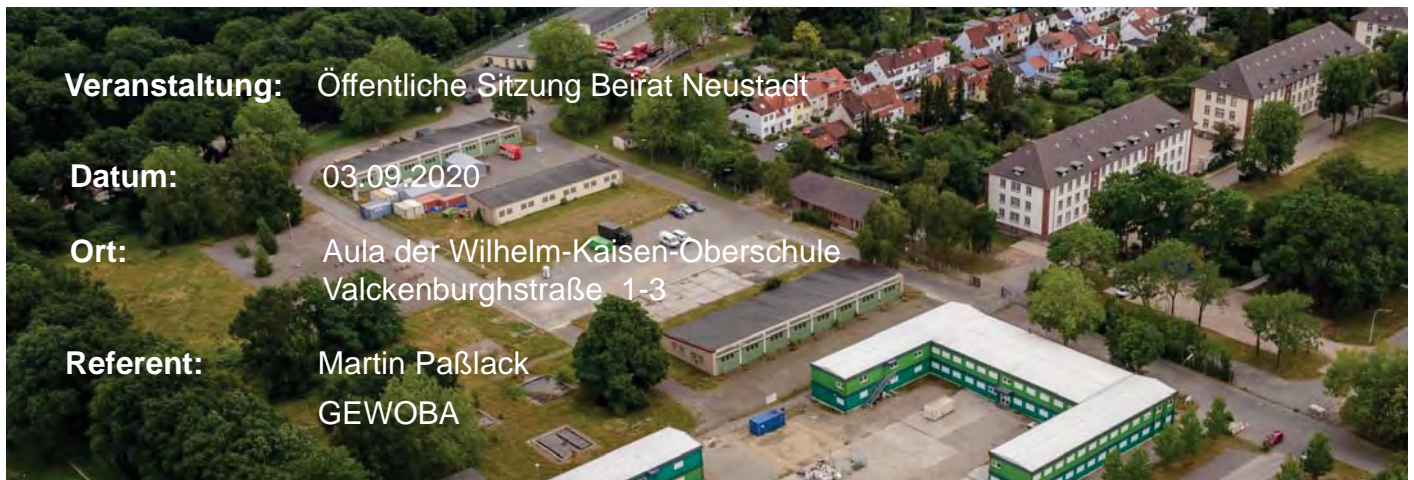 Veranstaltung: Öffentliche Sitzung Beirat Neustadt
Datum: 03.09.2020
Ort: Aula der Wilhelm-Kaisen-Oberschule
Valckenburghstraße 1-3
Referent: Martin Paßlack
GEWOBA